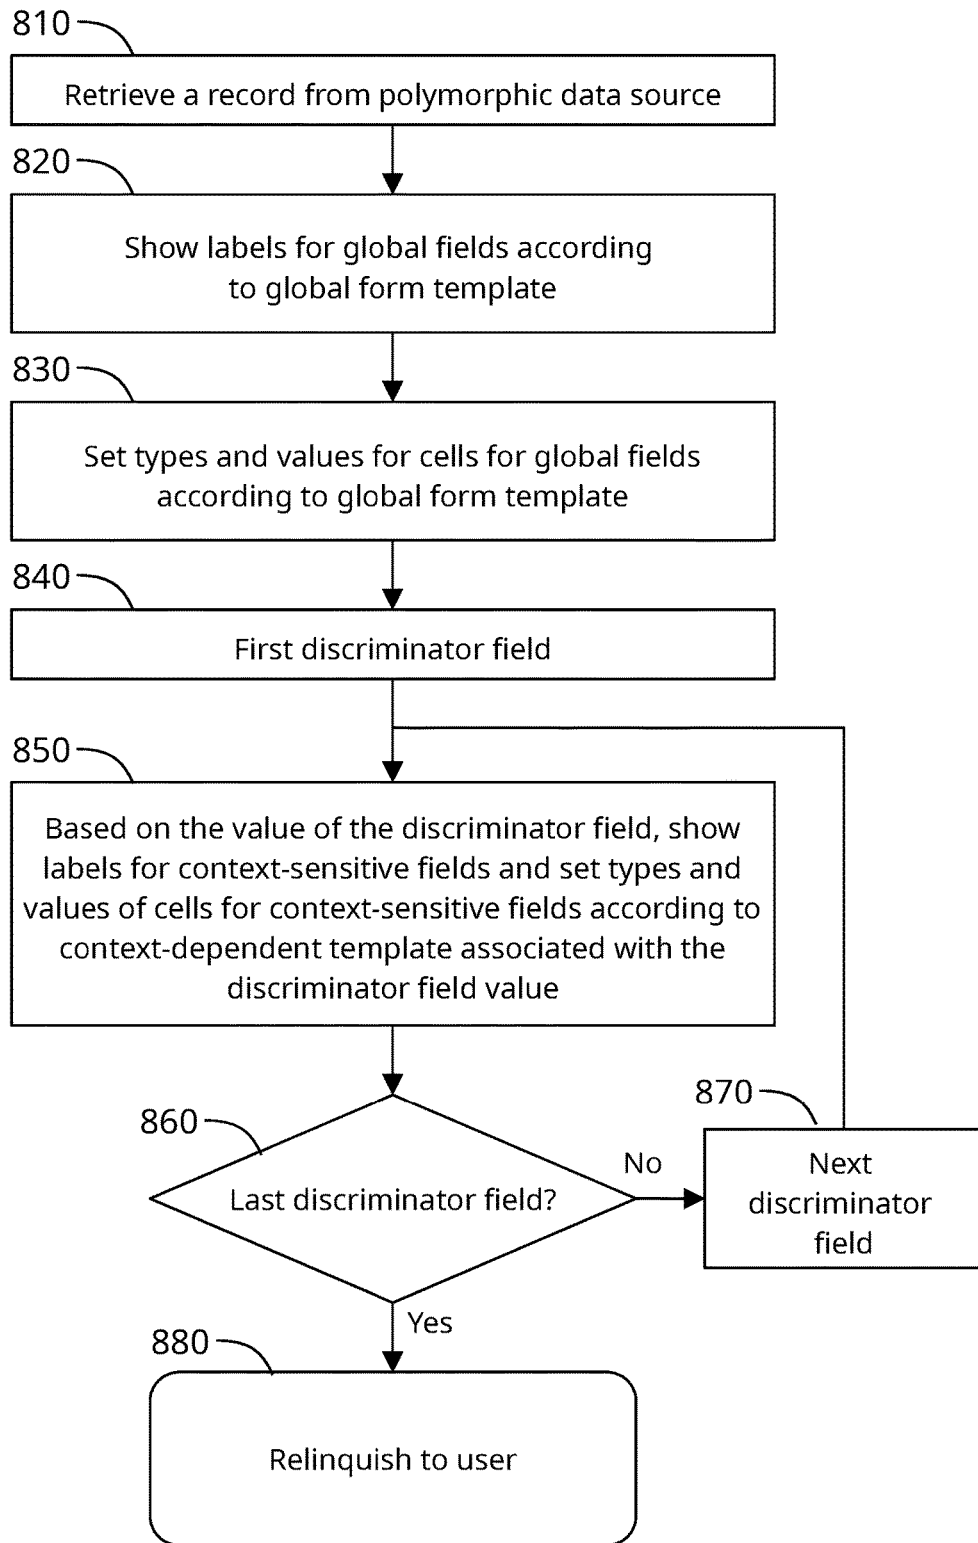 810
Retrieve a record from polymorphic data source
820
Show labels for global fields according
to global form template
830
Set types and values for cells for global fields
according to global form template
840
First discriminator field
850
Based on the value of the discriminator field, show
labels for context-sensitive fields and set types and
values of cells for context-sensitive fields according to
context-dependent template associated with the
discriminator field value
860
Last discriminator field?
No
870
Next
discriminator
field
Yes
880
Relinquish to user